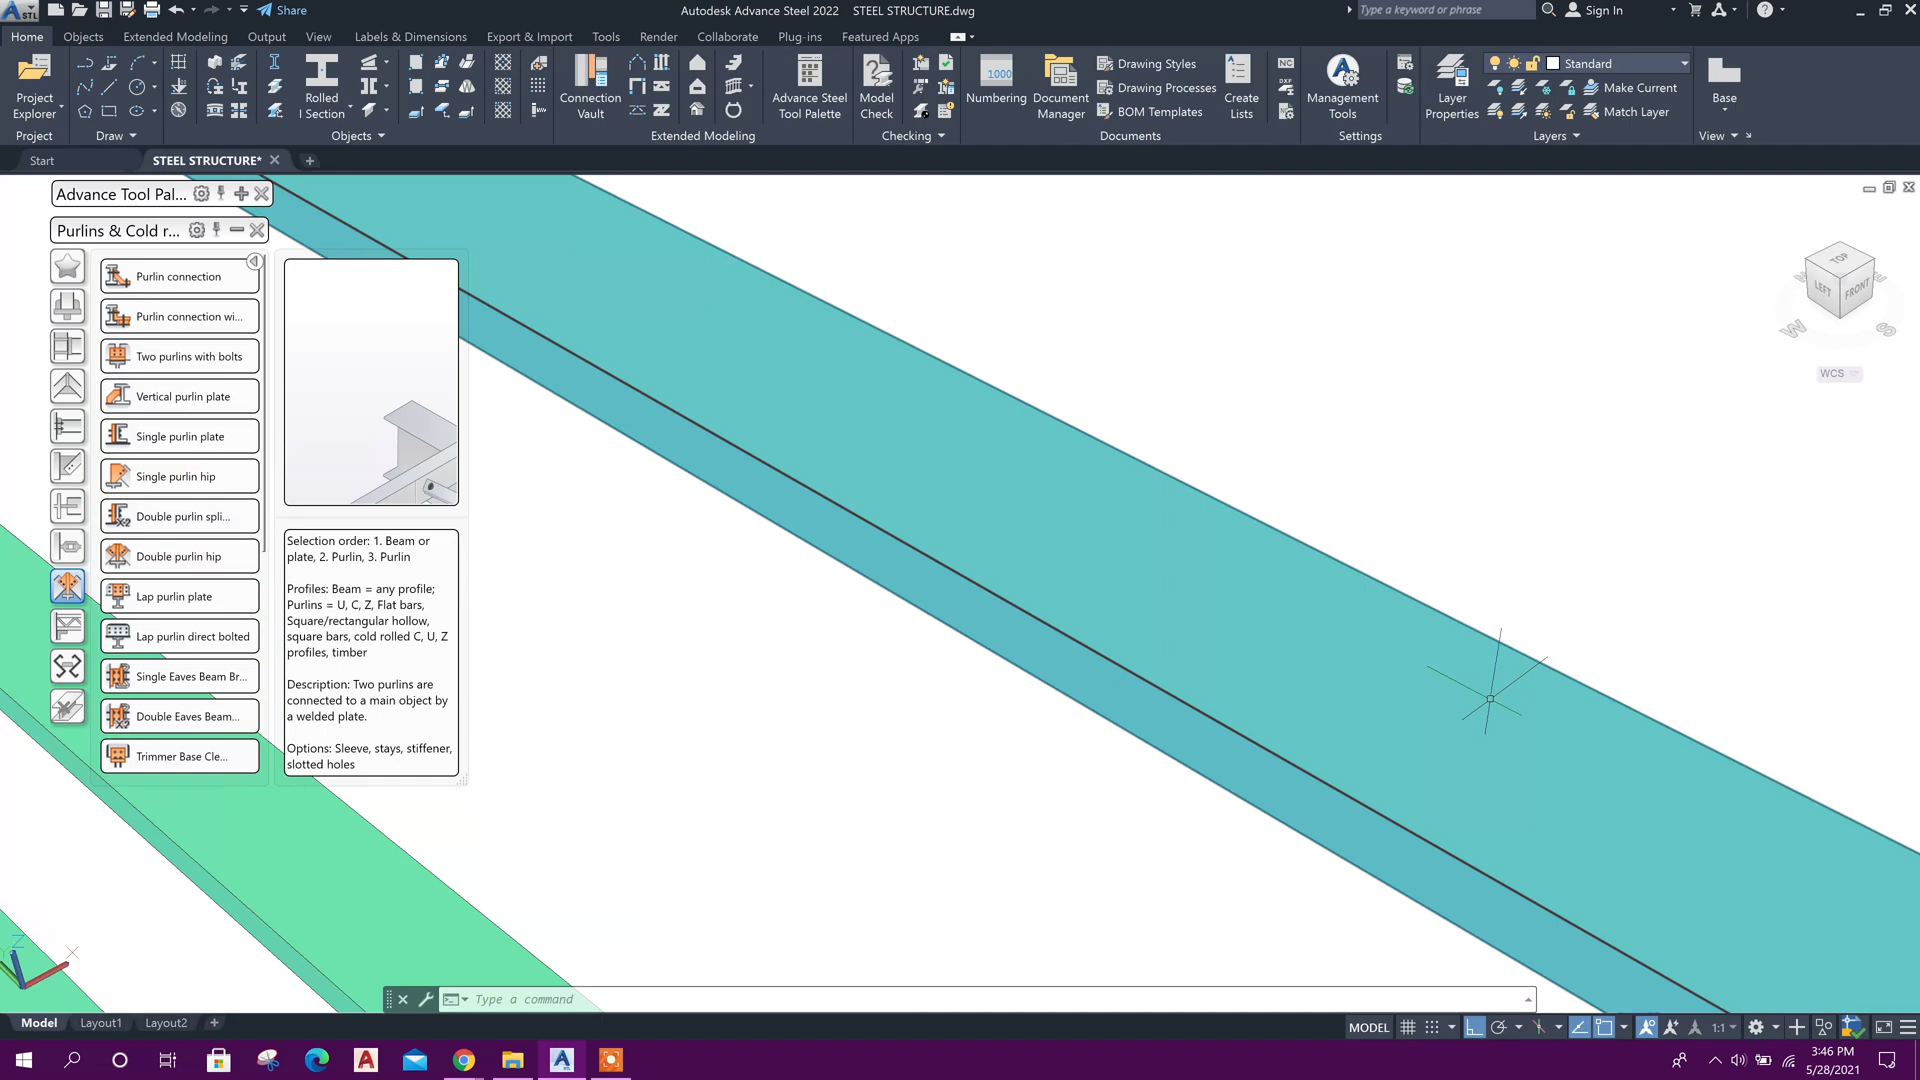 STL
Share
Autodesk Advance Steel 2022 STEEL STRUCTURE.dwg
Type a keyword or phrase
Sign In
Home
Objects
Extended Modeling
Output
View
Labels & Dimensions
Export & Import
Tools
Render
Collaborate
Plug-ins
Featured Apps
Project
Explorer
Rolled
I Section
Connection
Vault
Advance Steel
Tool Palette
Model
Check
1000
Numbering
Document
Manager
Drawing Styles
Drawing Processes
BOM Templates
Create
Lists
NC
DXF
Management
Tools
Layer
Properties
Standard
Make Current
Match Layer
Base
Project
Draw
Objects
Extended Modeling
Checking
Documents
Settings
Layers
View
Start
STEEL STRUCTURE*
Advance Tool Pal...
Purlins & Cold r...
Purlin connection
Purlin connection wi...
Two purlins with bolts
Vertical purlin plate
Single purlin plate
Single purlin hip
Double purlin spli...
Double purlin hip
Lap purlin plate
Lap purlin direct bolted
Single Eaves Beam Br...
Double Eaves Beam...
Trimmer Base Cle...
Selection order: 1. Beam or
plate, 2. Purlin, 3. Purlin
Profiles: Beam = any profile;
Purlins = U, C, Z, Flat bars,
Square/rectangular hollow,
square bars, cold rolled C, U, Z
profiles, timber
Description: Two purlins are
connected to a main object by
a welded plate.
Options: Sleeve, stays, stiffener,
slotted holes
TOP
LEFT
FRONT
W
S
WCS
Z
X
Type a command
Model
Layout1
Layout2
MODEL
1:1
3:46 PM
5/28/2021